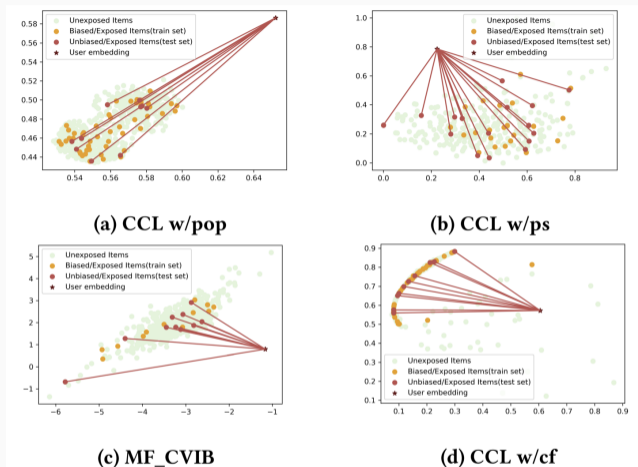 Unexposed Items
Biased/Exposed Items(train set)
Unbiased/Exposed Items(test set)
User embedding
0.58
0.56
0.54
0.52
0.50
0.48
0.46
0.44
0.54 0.56 0.58 0.60 0.62 0.64
(a) CCL w/pop
Unexposed Items
Biased/Exposed Items(train set)
Unbiased/Exposed Items(test set)
User embedding
1.0
0.8
0.6
0.4
0.2
0.0
0.0 0.2 0.4 0.6 0.8
(b) CCL w/ps
Unexposed Items
Biased/Exposed Items(train set)
Unbiased/Exposed Items(test set)
User embedding
5
4
3
2
1
0
−1
−6 −5 −4 −3 −2 −1
(c) MF_CVIB
0.9
0.8
0.7
0.6
0.5
0.4
0.3
0.2
0.1
Unexposed Items
Biased/Exposed Items(train set)
Unbiased/Exposed Items(test set)
User embedding
0.1 0.2 0.3 0.4 0.5 0.6 0.7 0.8 0.9
(d) CCL w/cf